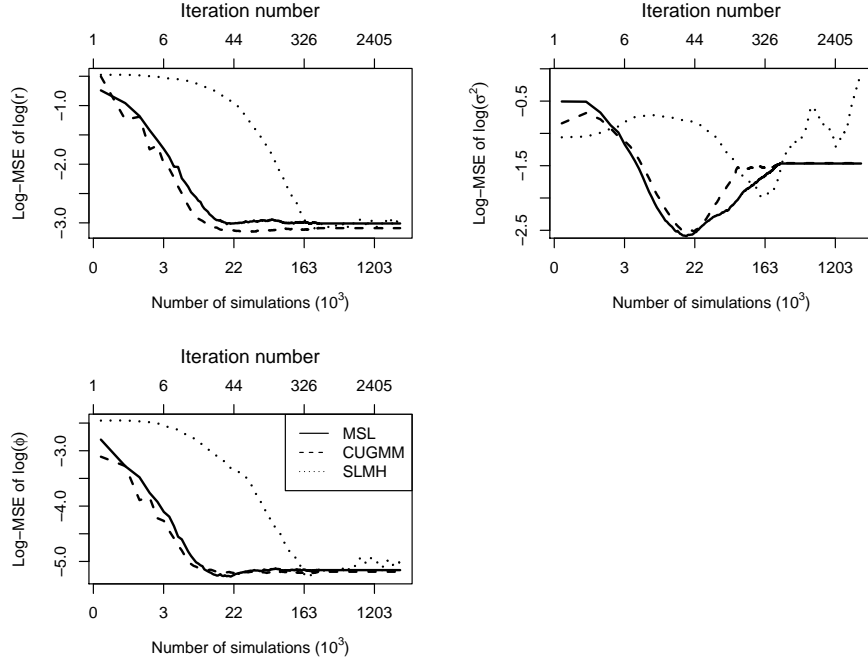 Iteration number
1 6 44 326 2405
Log−MSE of log(r)
−1.0
−2.0
−3.0
0 3 22 163 1203
Number of simulations (10³)
Iteration number
1 6 44 326 2405
Log−MSE of log(σ²)
−0.5
−1.5
−2.5
0 3 22 163 1203
Number of simulations (10³)
Iteration number
1 6 44 326 2405
Log−MSE of log(ϕ)
−3.0
−4.0
−5.0
MSL
CUGMM
SLMH
0 3 22 163 1203
Number of simulations (10³)